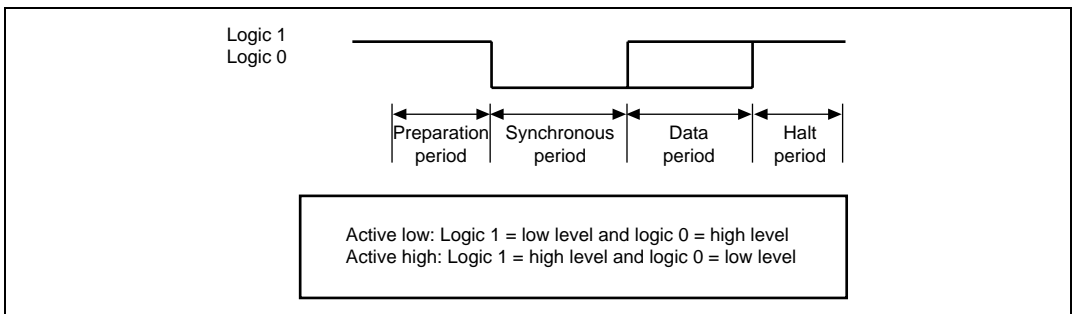 Logic 1
Logic 0
Preparation period
Synchronous period
Data period
Halt period
Active low: Logic 1 = low level and logic 0 = high level
Active high: Logic 1 = high level and logic 0 = low level